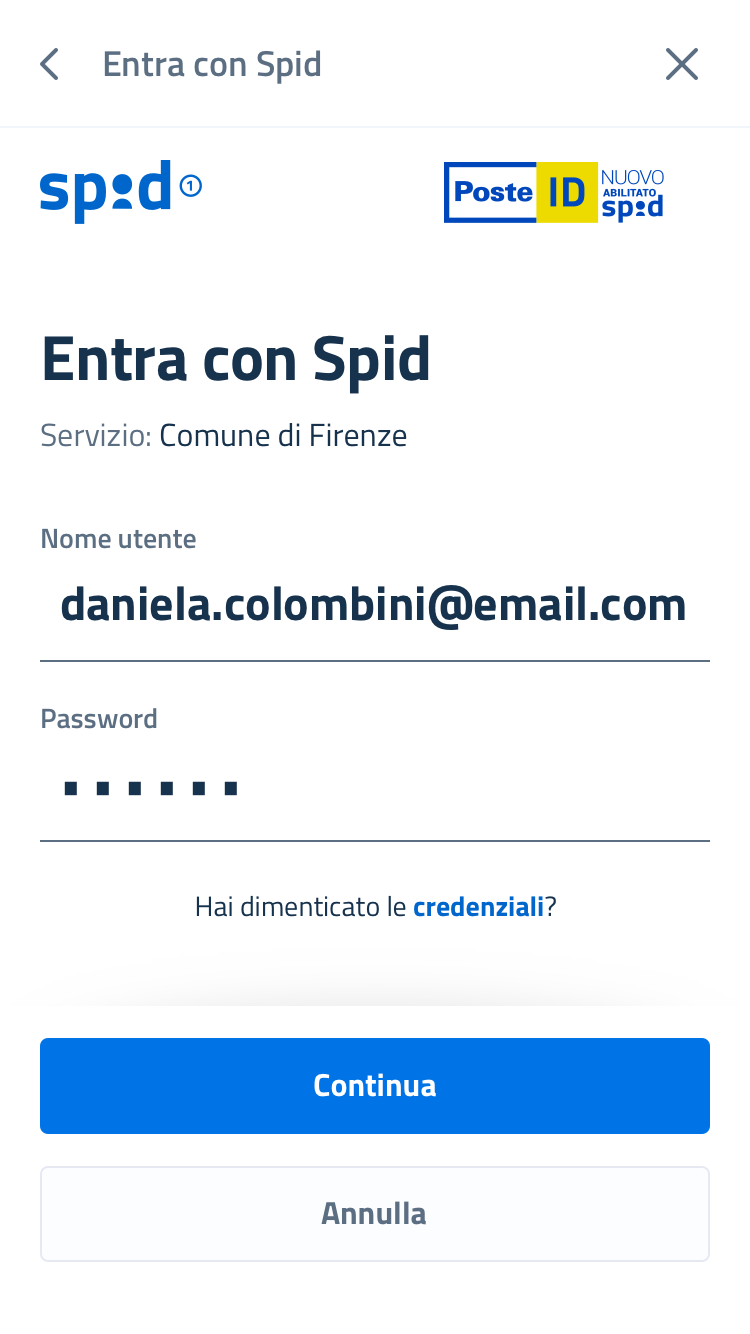 Entra con Spid
spid 1
Poste ID NUOVO
ABILITATO
spid
Entra con Spid
Servizio: Comune di Firenze
Nome utente
daniela.colombini@email.com
Password
Hai dimenticato le credenziali?
Continua
Annulla